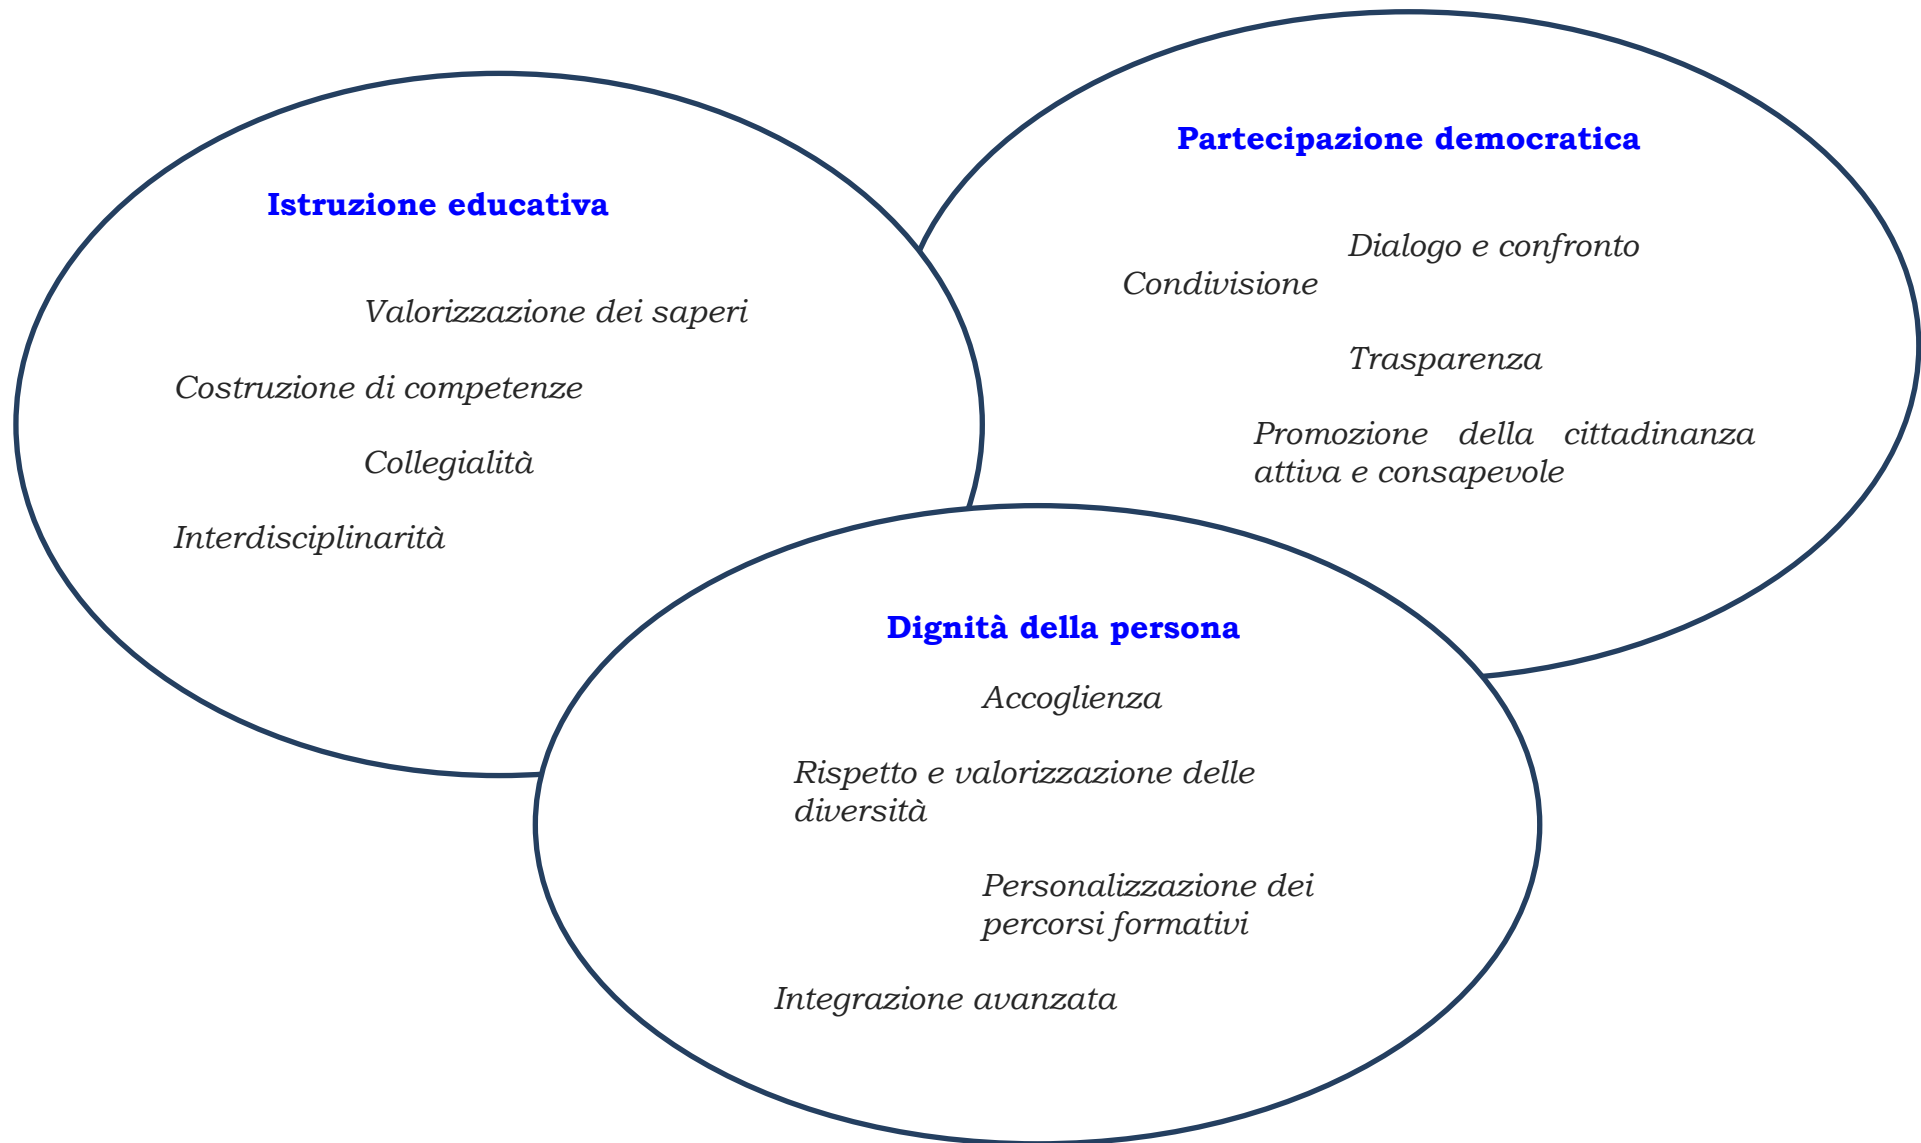 Istruzione educativa
Valorizzazione dei saperi
Costruzione di competenze
Collegialità
Interdisciplinarità
Partecipazione democratica
Dialogo e confronto
Condivisione
Trasparenza
Promozione della cittadinanza
attiva e consapevole
Dignità della persona
Accoglienza
Rispetto e valorizzazione delle
diversità
Personalizzazione dei
percorsi formativi
Integrazione avanzata